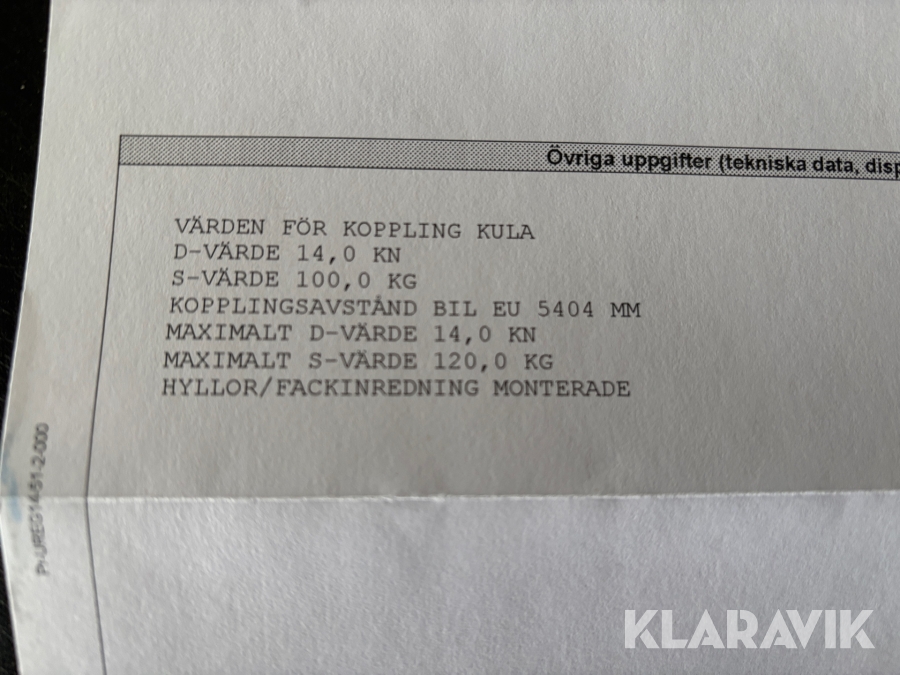 Övriga uppgifter (tekniska data, disp
VÄRDEN FÖR KOPPLING KULA
D-VÄRDE 14,0 KN
S-VÄRDE 100,0 KG
KOPPLINGSAVSTÅND BIL EU 5404 MM
MAXIMALT D-VÄRDE 14,0 KN
MAXIMALT S-VÄRDE 120,0 KG
HYLLOR/FACKINREDNING MONTERADE
KLARAVIK